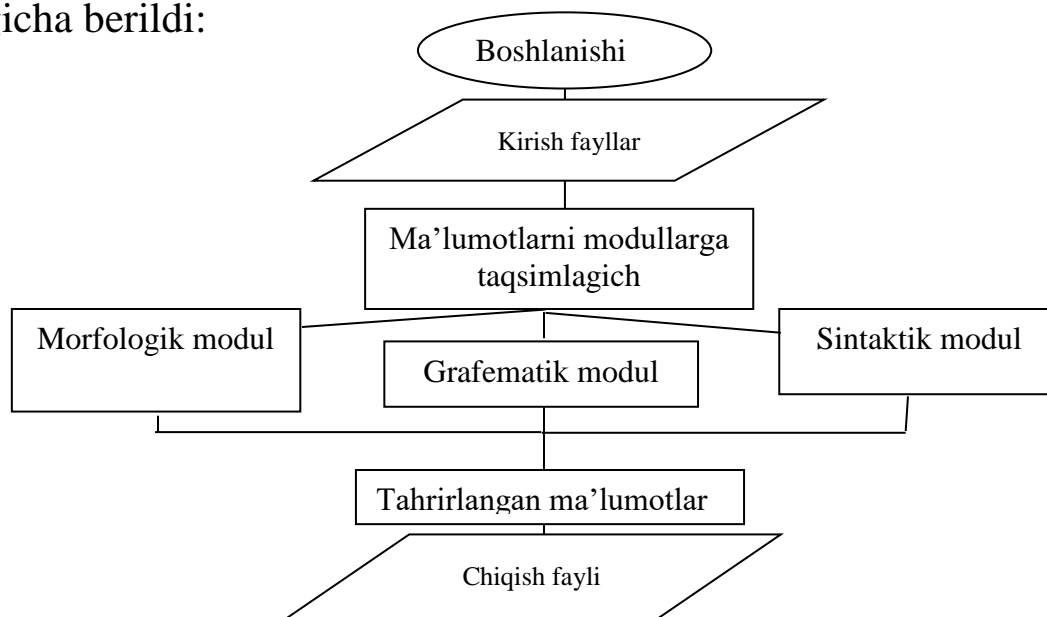 berildi:
Boshlanishi
Kirish fayllar
Ma’lumotlarni modullarga
taqsimlagich
Morfologik modul
Grafematik modul
Sintaktik modul
Tahrirlangan ma’lumotlar
Chiqish fayli